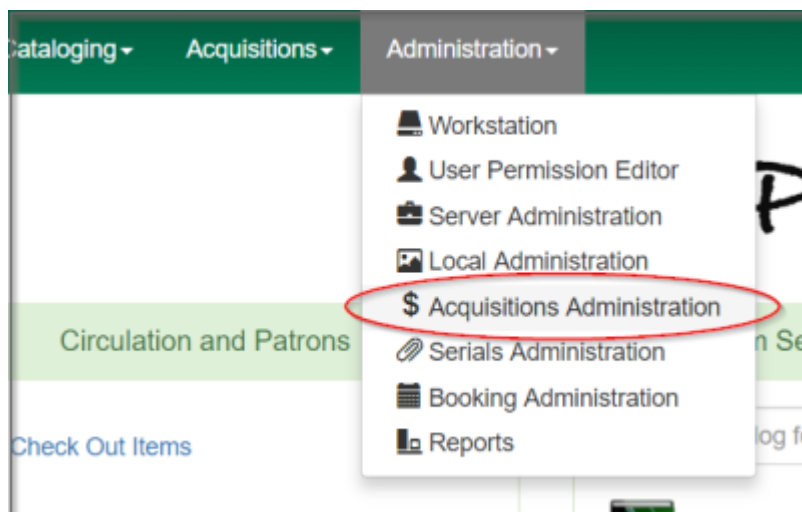 Cataloging Acquisitions Administration
Workstation
User Permission Editor
Server Administration
Local Administration
$ Acquisitions Administration
Circulation and Patrons
Serials Administration
Booking Administration
Check Out Items
Reports